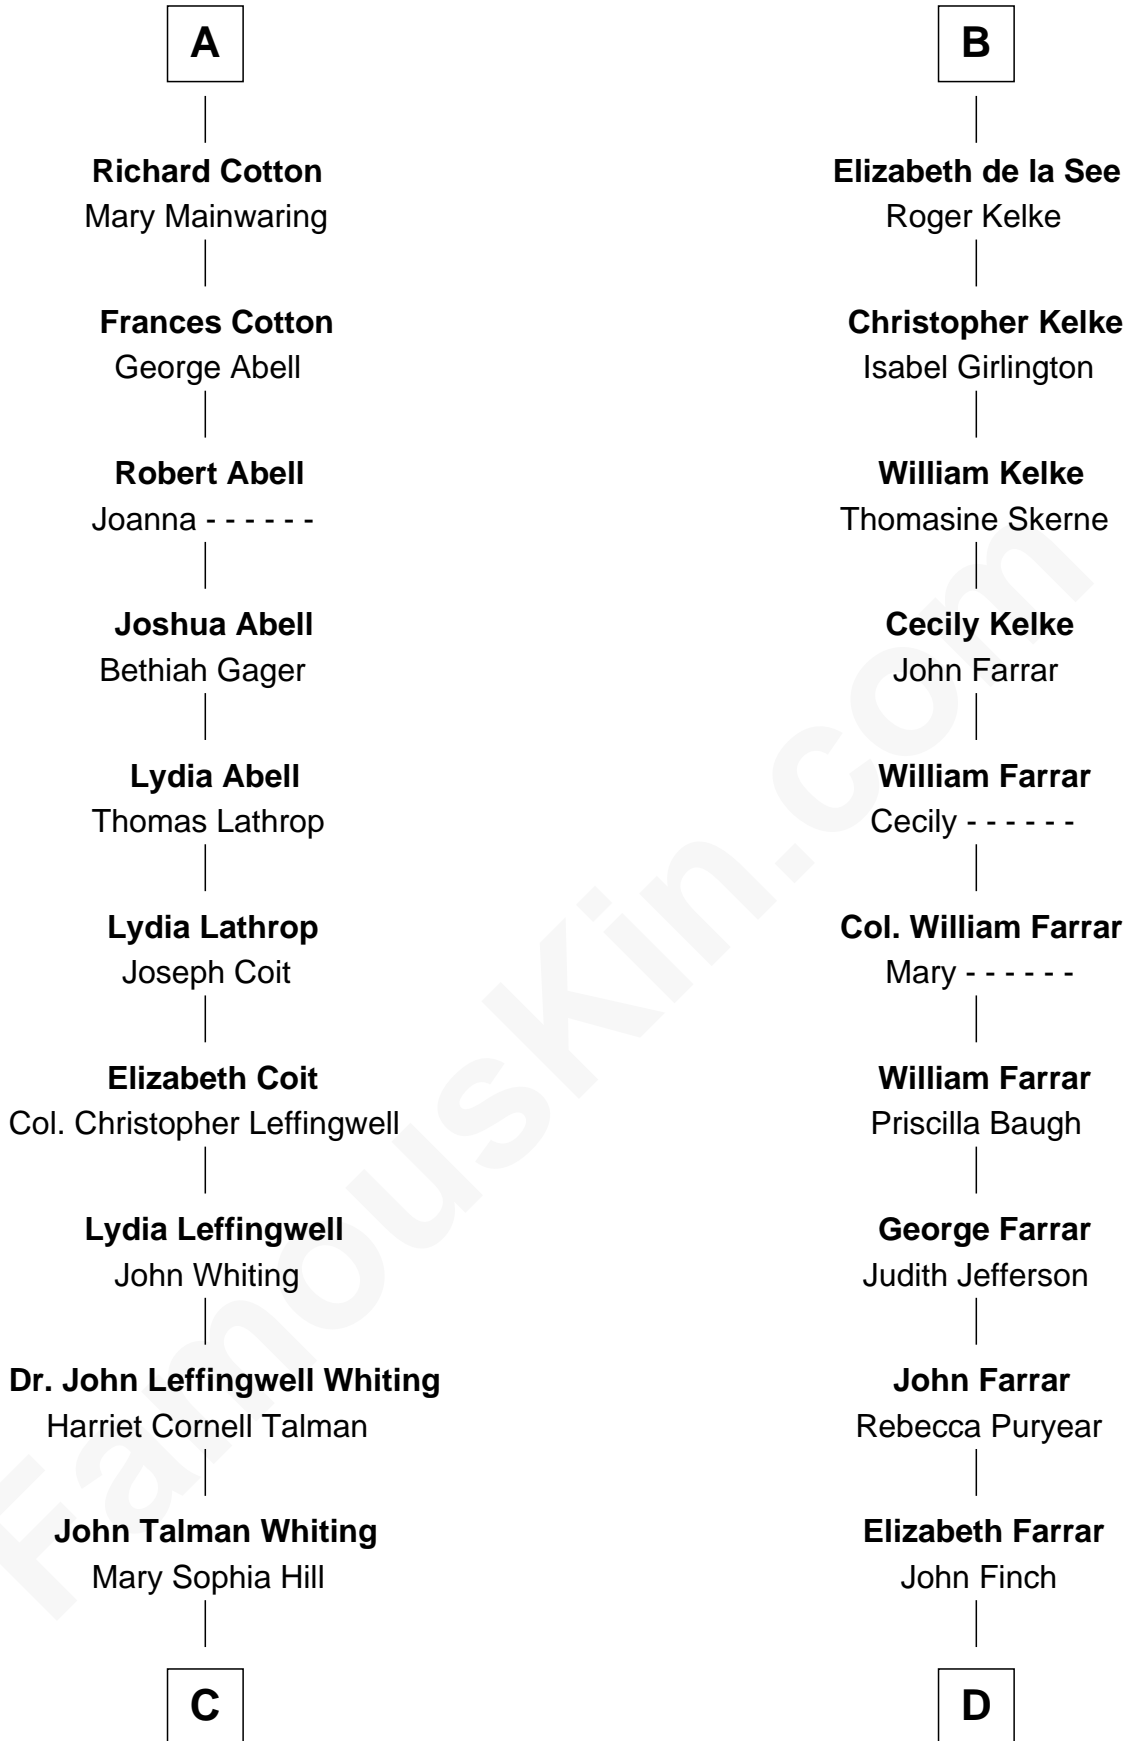 A
Richard Cotton
Mary Mainwaring
Frances Cotton
George Abell
Robert Abell
Joanna - - - - - -
Joshua Abell
Bethiah Gager
Lydia Abell
Thomas Lathrop
Lydia Lathrop
Joseph Coit
Elizabeth Coit
Col. Christopher Leffingwell
Lydia Leffingwell
John Whiting
Dr. John Leffingwell Whiting
Harriet Cornell Talman
John Talman Whiting
Mary Sophia Hill
C
B
Elizabeth de la See
Roger Kelke
Christopher Kelke
Isabel Girlington
William Kelke
Thomasine Skerne
Cecily Kelke
John Farrar
William Farrar
Cecily - - - - - -
Col. William Farrar
Mary - - - - - -
William Farrar
Priscilla Baugh
George Farrar
Judith Jefferson
John Farrar
Rebecca Puryear
Elizabeth Farrar
John Finch
D
FamousKin.com